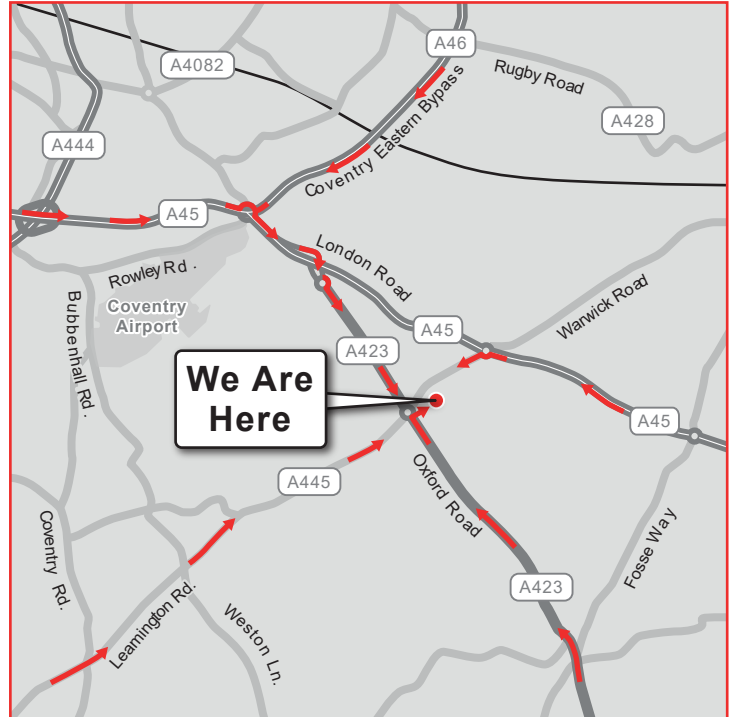 A46
A4082
Rugby Road
A428
A444
Coventry Eastern Bypass
A45
London Road
Rowley Rd.
Coventry
Airport
Bubbenhall Rd.
Warwick Road
A45
A423
We Are
Here
A45
A445
Oxford Road
Coventry Rd.
Fosse Way
A423
Leamington Rd.
Weston Ln.